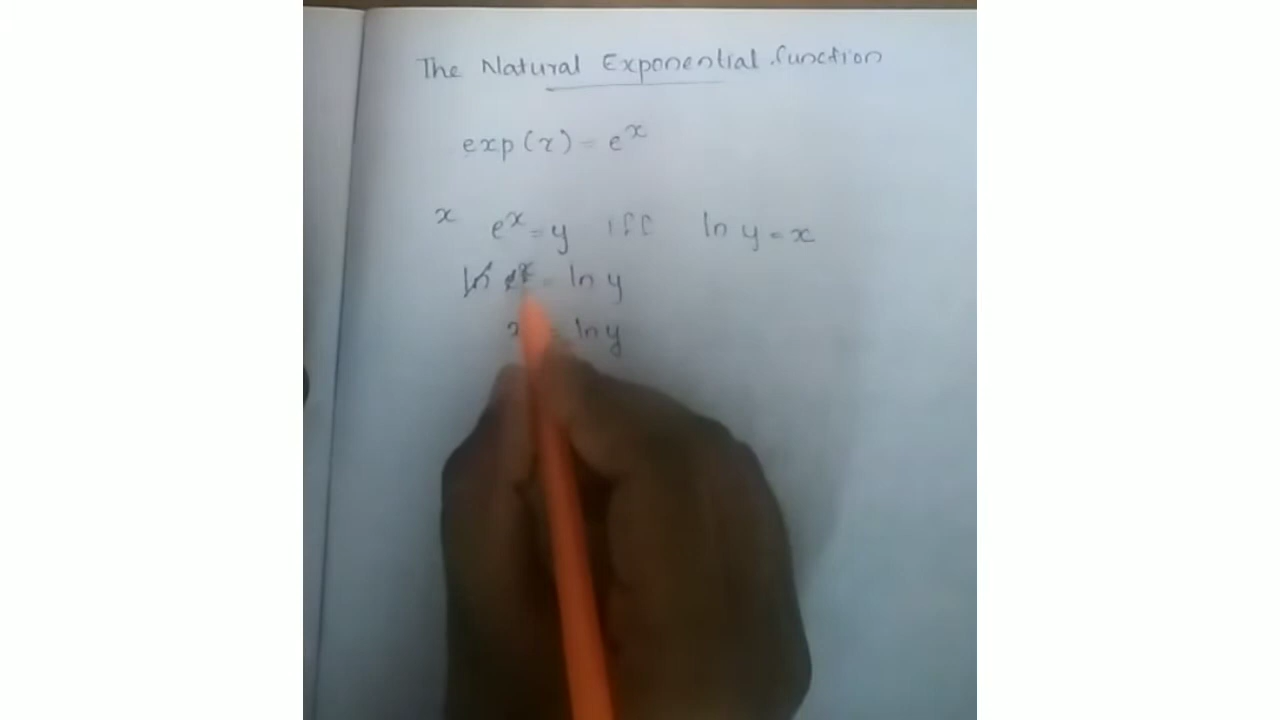 The Natural Exponential function
exp(x) = e^x
x e^x = y iff ln y = x
ln e^x = ln y
x = ln y